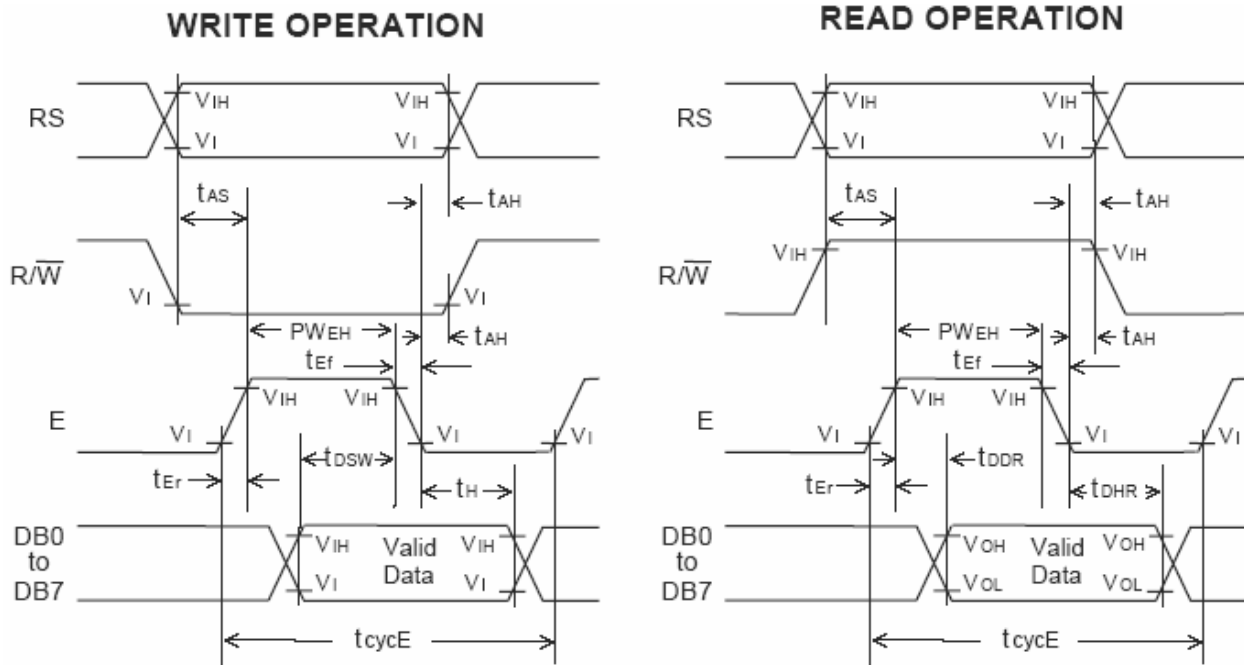 WRITE OPERATION
RS
VIH
VIH
VI
VI
tAS
tAH
R/W̅
VI
VI
PWEH
tAH
tEf
E
VIH
VIH
VI
VI
VI
tDSW
tEr
tH
DB0
to
DB7
VIH
Valid
Data
VIH
VI
VI
tcycE
READ OPERATION
RS
VIH
VIH
VI
VI
tAS
tAH
R/W̅
VIH
VIH
PWEH
tAH
tEf
E
VIH
VIH
VI
VI
VI
tDDR
tEr
tDHR
DB0
to
DB7
VOH
Valid
Data
VOH
VOL
VOL
tcycE